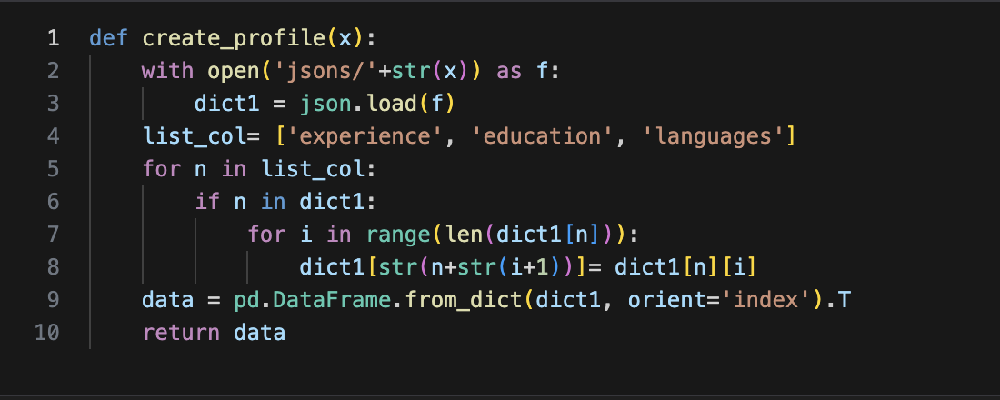 1 def create_profile(x):
2     with open('jsons/'+str(x)) as f:
3         dict1 = json.load(f)
4     list_col= ['experience', 'education', 'languages']
5     for n in list_col:
6         if n in dict1:
7             for i in range(len(dict1[n])):
8                 dict1[str(n+str(i+1))]= dict1[n][i]
9     data = pd.DataFrame.from_dict(dict1, orient='index').T
10     return data